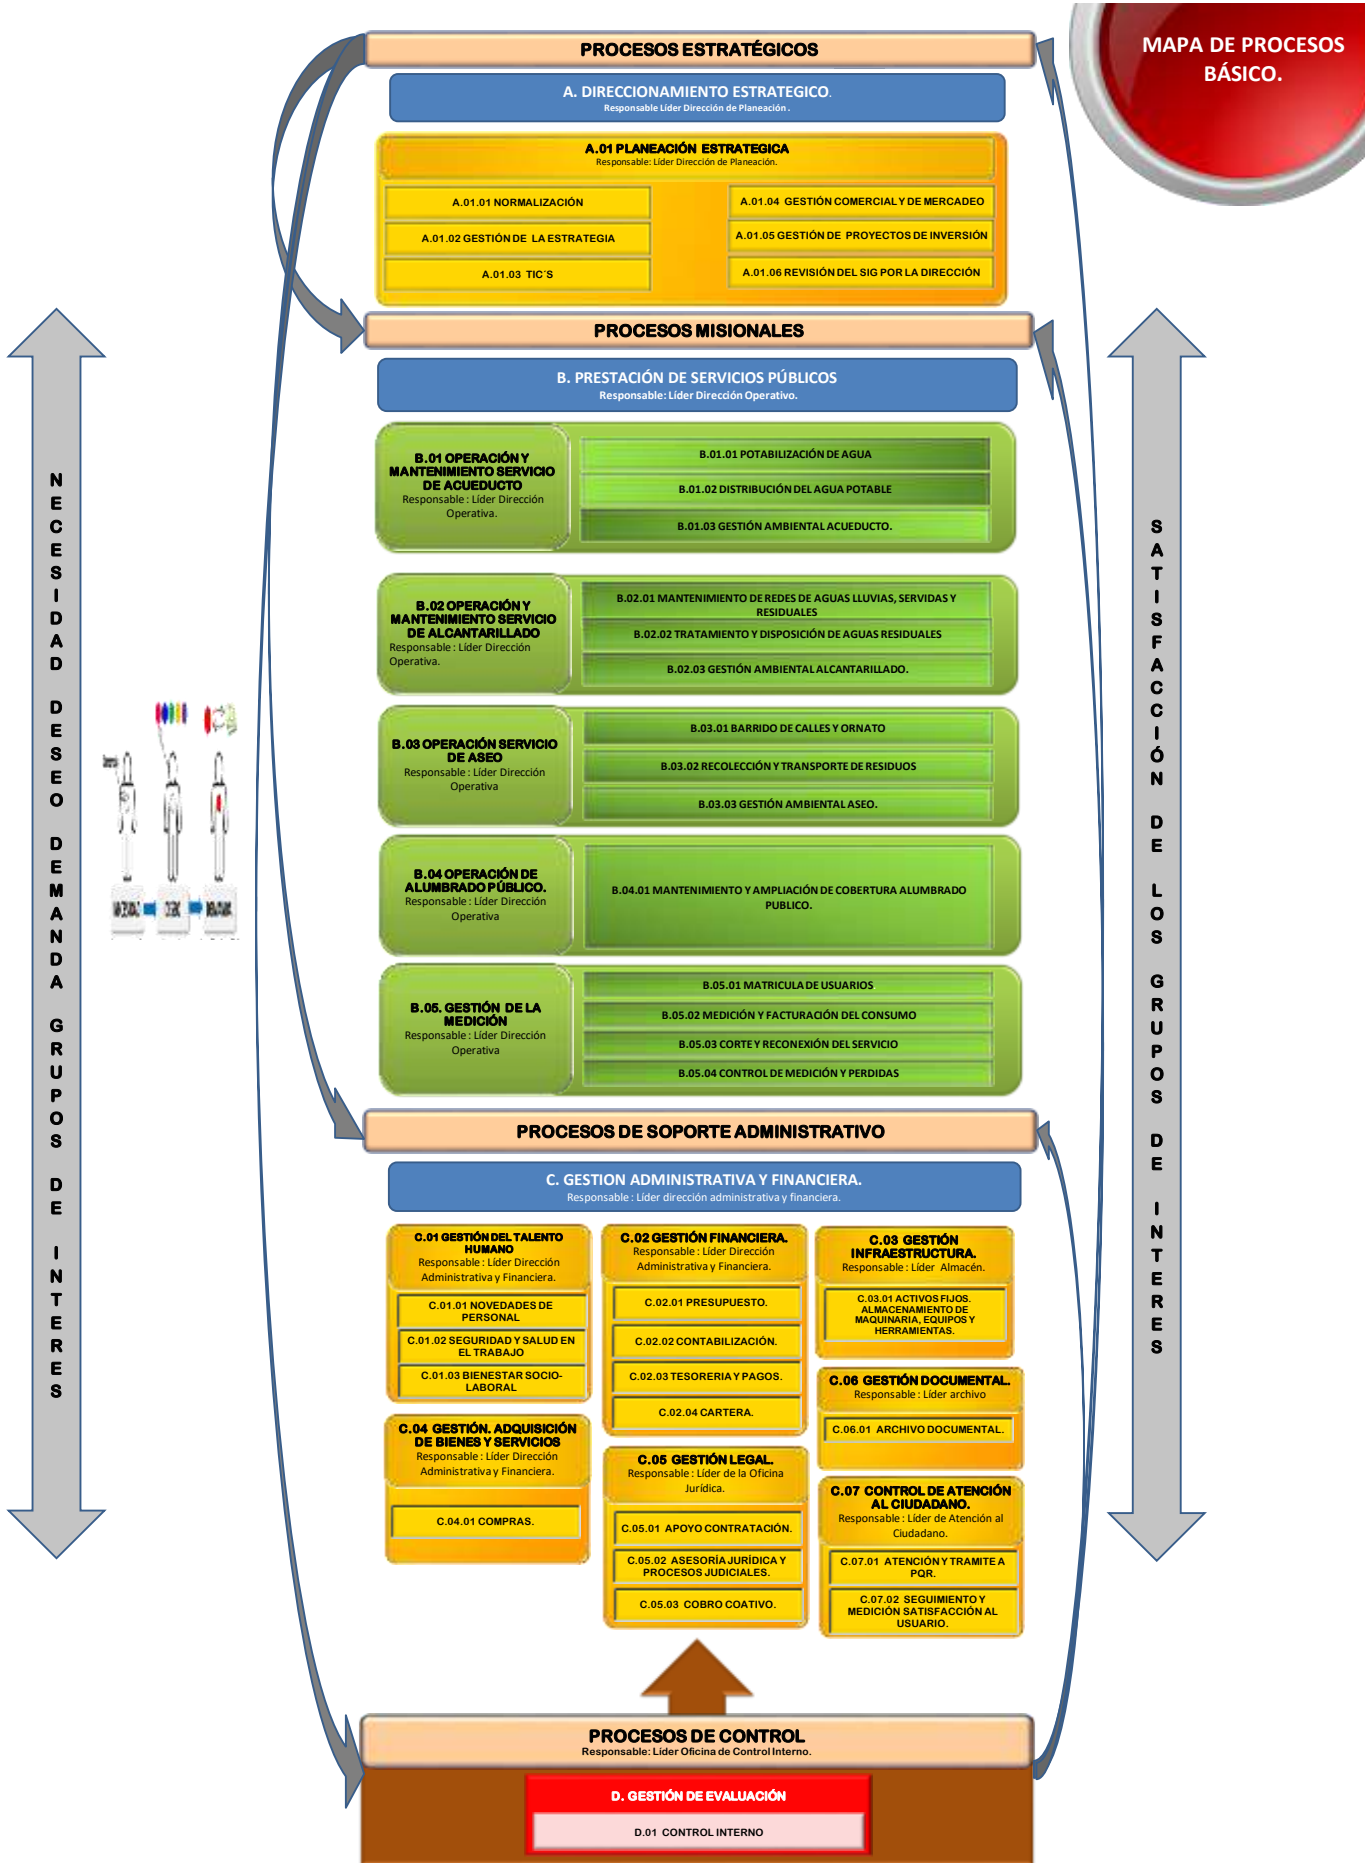 MAPA DE PROCESOS
BÁSICO.
PROCESOS ESTRATÉGICOS
A. DIRECCIONAMIENTO ESTRATEGICO.
Responsable Líder Dirección de Planeación .
A.01 PLANEACIÓN ESTRATEGICA
Responsable: Líder Dirección de Planeación.
A.01.01 NORMALIZACIÓN
A.01.02 GESTIÓN DE LA ESTRATEGIA
A.01.03 TIC´S
A.01.04 GESTIÓN COMERCIAL Y DE MERCADEO
A.01.05 GESTIÓN DE PROYECTOS DE INVERSIÓN
A.01.06 REVISIÓN DEL SIG POR LA DIRECCIÓN
PROCESOS MISIONALES
B. PRESTACIÓN DE SERVICIOS PÚBLICOS
Responsable: Líder Dirección Operativo.
B.01 OPERACIÓN Y
MANTENIMIENTO SERVICIO
DE ACUEDUCTO
Responsable : Líder Dirección
Operativa.
B.01.01 POTABILIZACIÓN DE AGUA
B.01.02 DISTRIBUCIÓN DEL AGUA POTABLE
B.01.03 GESTIÓN AMBIENTAL ACUEDUCTO.
B.02 OPERACIÓN Y
MANTENIMIENTO SERVICIO
DE ALCANTARILLADO
Responsable : Líder Dirección
Operativa.
B.02.01 MANTENIMIENTO DE REDES DE AGUAS LLUVIAS, SERVIDAS Y
RESIDUALES
B.02.02 TRATAMIENTO Y DISPOSICIÓN DE AGUAS RESIDUALES
B.02.03 GESTIÓN AMBIENTAL ALCANTARILLADO.
B.03 OPERACIÓN SERVICIO
DE ASEO
Responsable : Líder Dirección
Operativa
B.03.01 BARRIDO DE CALLES Y ORNATO
B.03.02 RECOLECCIÓN Y TRANSPORTE DE RESIDUOS
B.03.03 GESTIÓN AMBIENTAL ASEO.
B.04 OPERACIÓN DE
ALUMBRADO PÚBLICO.
Responsable : Líder Dirección
Operativa
B.04.01 MANTENIMIENTO Y AMPLIACIÓN DE COBERTURA ALUMBRADO
PUBLICO.
B.05. GESTIÓN DE LA
MEDICIÓN
Responsable : Líder Dirección
Operativa
B.05.01 MATRICULA DE USUARIOS
B.05.02 MEDICIÓN Y FACTURACIÓN DEL CONSUMO
B.05.03 CORTE Y RECONEXIÓN DEL SERVICIO
B.05.04 CONTROL DE MEDICIÓN Y PERDIDAS
PROCESOS DE SOPORTE ADMINISTRATIVO
C. GESTION ADMINISTRATIVA Y FINANCIERA.
Responsable : Líder dirección administrativa y financiera.
C.01 GESTIÓN DEL TALENTO
HUMANO
Responsable : Líder Dirección
Administrativa y Financiera.
C.01.01 NOVEDADES DE
PERSONAL
C.01.02 SEGURIDAD Y SALUD EN
EL TRABAJO
C.01.03 BIENESTAR SOCIO-
LABORAL
C.02 GESTIÓN FINANCIERA.
Responsable : Líder Dirección
Administrativa y Financiera.
C.02.01 PRESUPUESTO.
C.02.02 CONTABILIZACIÓN.
C.02.03 TESORERIA Y PAGOS.
C.02.04 CARTERA.
C.03 GESTIÓN
INFRAESTRUCTURA.
Responsable : Líder Almacén.
C.03.01 ACTIVOS FIJOS.
ALMACENAMIENTO DE
MAQUINARIA, EQUIPOS Y
HERRAMIENTAS.
C.04 GESTIÓN. ADQUISICIÓN
DE BIENES Y SERVICIOS
Responsable : Líder Dirección
Administrativa y Financiera.
C.04.01 COMPRAS.
C.05 GESTIÓN LEGAL.
Responsable : Líder de la Oficina
Jurídica.
C.05.01 APOYO CONTRATACIÓN.
C.05.02 ASESORÍA JURÍDICA Y
PROCESOS JUDICIALES.
C.05.03 COBRO COATIVO.
C.06 GESTIÓN DOCUMENTAL.
Responsable : Líder archivo
C.06.01 ARCHIVO DOCUMENTAL.
C.07 CONTROL DE ATENCIÓN
AL CIUDADANO.
Responsable : Líder de Atención al
Ciudadano.
C.07.01 ATENCIÓN Y TRAMITE A
PQR.
C.07.02 SEGUIMIENTO Y
MEDICIÓN SATISFACCIÓN AL
USUARIO.
PROCESOS DE CONTROL
Responsable: Líder Oficina de Control Interno.
D. GESTIÓN DE EVALUACIÓN
D.01 CONTROL INTERNO
NECESIDAD DESEO DEMANDA GRUPOS DE INTERES
SATISFACCIÓN DE LOS GRUPOS DE INTERES